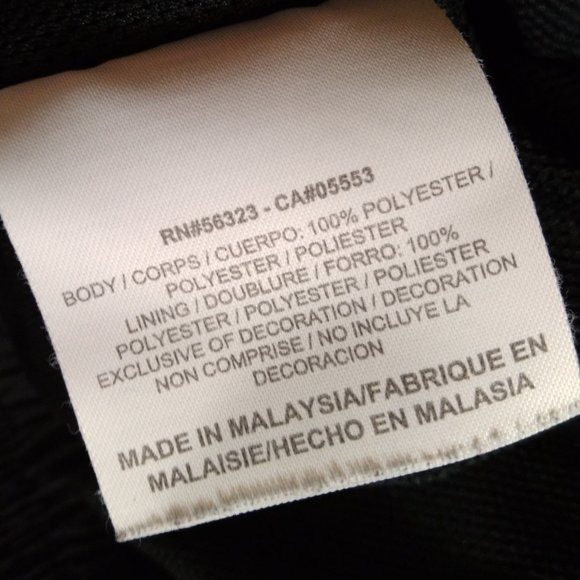 RN#56323 - CA#05553
BODY / CORPS / CUERPO: 100% POLYESTER /
POLYESTER / POLIESTER
LINING / DOUBLURE / FORRO: 100%
POLYESTER / POLYESTER / POLIESTER
EXCLUSIVE OF DECORATION / DECORATION
NON COMPRISE / NO INCLUYE LA
DECORACION
MADE IN MALAYSIA/FABRIQUE EN
MALAISIE/HECHO EN MALASIA